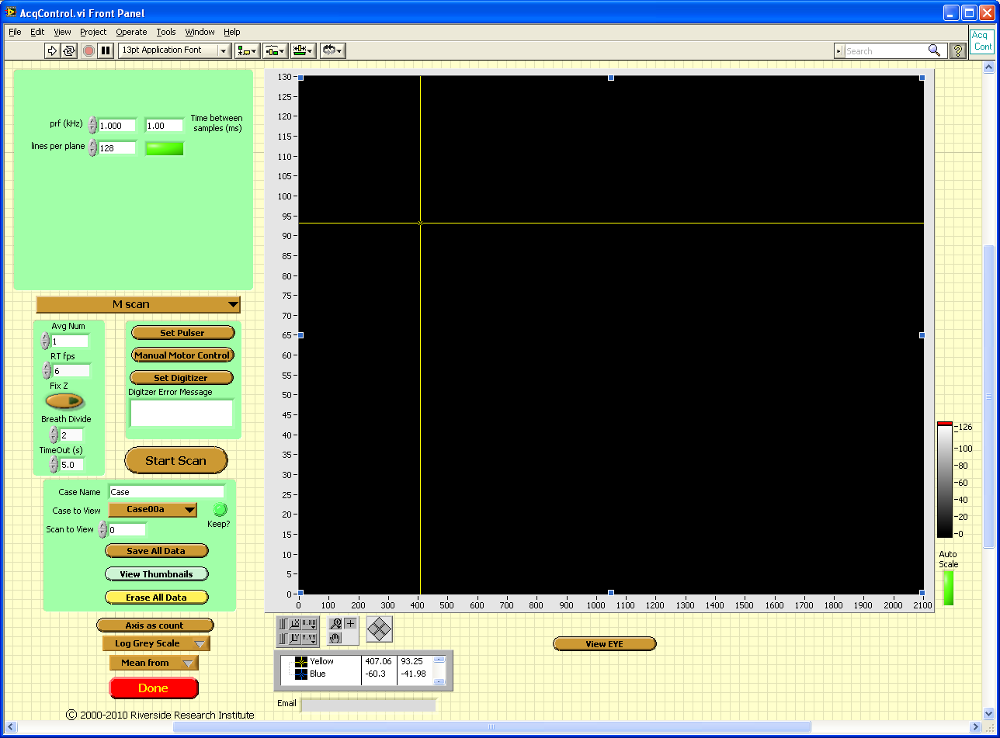 AcqControl.vi Front Panel
File Edit View Project Operate Tools Window Help
13pt Application Font
Search
?
Acq
Cont
prf (kHz) 1.000 1.00 Time between
samples (ms)
lines per plane 128
M scan
Avg Num
1
RT fps
6
Fix Z
Breath Divide
2
TimeOut (s)
5.0
Set Pulser
Manual Motor Control
Set Digitizer
Digitzer Error Message
Start Scan
Case Name Case
Case to View Case00a
Keep?
Scan to View 0
Save All Data
View Thumbnails
Erase All Data
Axis as count
Log Grey Scale
Mean from
Done
© 2000-2010 Riverside Research Institute
130
125
120
115
110
105
100
95
90
85
80
75
70
65
60
55
50
45
40
35
30
25
20
15
10
5
0
0 100 200 300 400 500 600 700 800 900 1000 1100 1200 1300 1400 1500 1600 1700 1800 1900 2000 2100
126
100
80
60
40
20
0
Auto
Scale
X X.XX
Y Y.YY
Yellow 407.06 93.25
Blue -60.3 -41.98
Email
View EYE